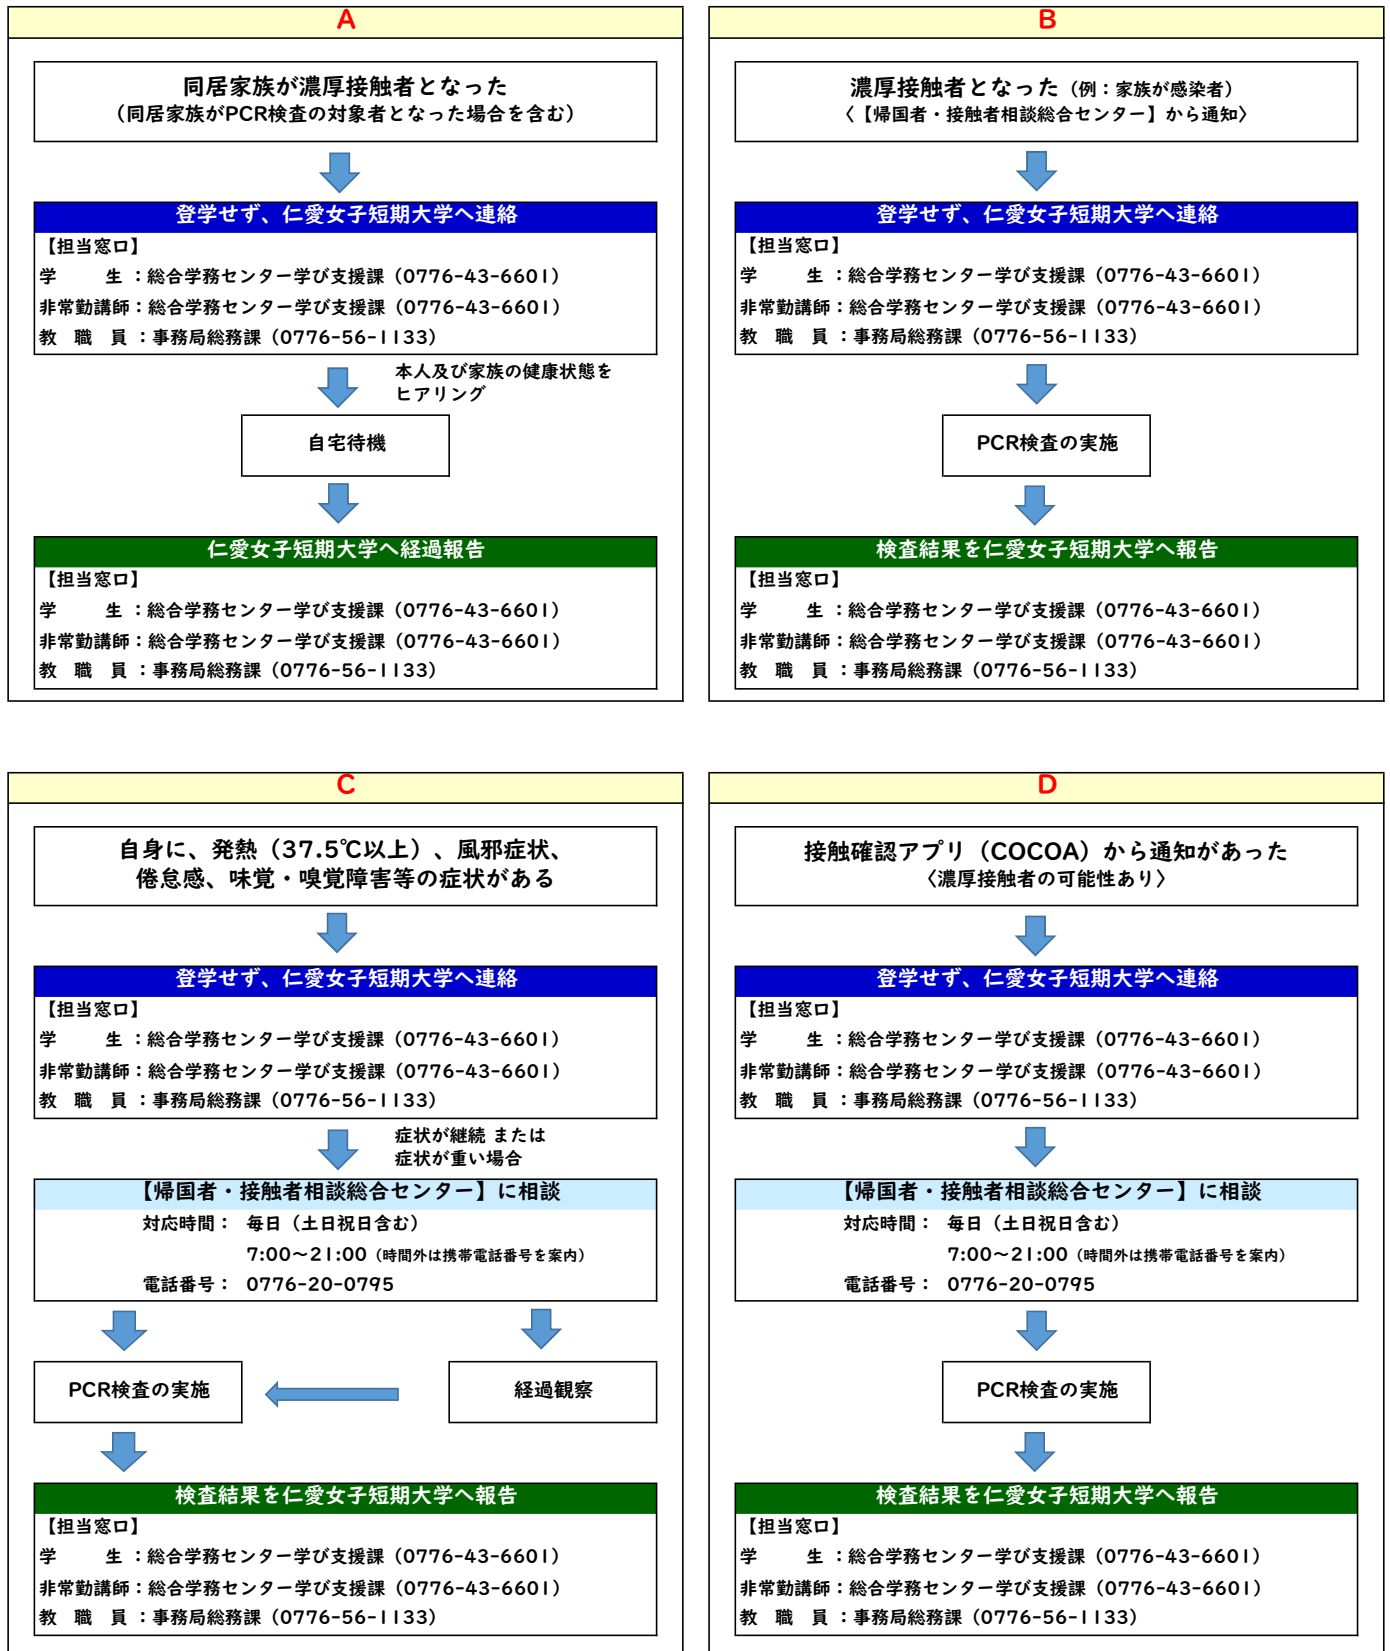 A
同居家族が濃厚接触者となった
（同居家族がPCR検査の対象者となった場合を含む）
登学せず、仁愛女子短期大学へ連絡
【担当窓口】
学　　生 ：総合学務センター学び支援課（0776-43-6601）
非常勤講師：総合学務センター学び支援課（0776-43-6601）
教　職　員 ：事務局総務課（0776-56-1133）
本人及び家族の健康状態を
ヒアリング
自宅待機
仁愛女子短期大学へ経過報告
【担当窓口】
学　　生 ：総合学務センター学び支援課（0776-43-6601）
非常勤講師：総合学務センター学び支援課（0776-43-6601）
教　職　員 ：事務局総務課（0776-56-1133）
B
濃厚接触者となった（例：家族が感染者）
〈【帰国者・接触者相談総合センター】から通知〉
登学せず、仁愛女子短期大学へ連絡
【担当窓口】
学　　生 ：総合学務センター学び支援課（0776-43-6601）
非常勤講師：総合学務センター学び支援課（0776-43-6601）
教　職　員 ：事務局総務課（0776-56-1133）
PCR検査の実施
検査結果を仁愛女子短期大学へ報告
【担当窓口】
学　　生 ：総合学務センター学び支援課（0776-43-6601）
非常勤講師：総合学務センター学び支援課（0776-43-6601）
教　職　員 ：事務局総務課（0776-56-1133）
C
自身に、発熱（37.5℃以上）、風邪症状、
倦怠感、味覚・嗅覚障害等の症状がある
登学せず、仁愛女子短期大学へ連絡
【担当窓口】
学　　生 ：総合学務センター学び支援課（0776-43-6601）
非常勤講師：総合学務センター学び支援課（0776-43-6601）
教　職　員 ：事務局総務課（0776-56-1133）
症状が継続 または
症状が重い場合
【帰国者・接触者相談総合センター】に相談
対応時間： 毎日（土日祝日含む）
7:00～21:00（時間外は携帯電話番号を案内）
電話番号： 0776-20-0795
PCR検査の実施
経過観察
検査結果を仁愛女子短期大学へ報告
【担当窓口】
学　　生 ：総合学務センター学び支援課（0776-43-6601）
非常勤講師：総合学務センター学び支援課（0776-43-6601）
教　職　員 ：事務局総務課（0776-56-1133）
D
接触確認アプリ（COCOA）から通知があった
〈濃厚接触者の可能性あり〉
登学せず、仁愛女子短期大学へ連絡
【担当窓口】
学　　生 ：総合学務センター学び支援課（0776-43-6601）
非常勤講師：総合学務センター学び支援課（0776-43-6601）
教　職　員 ：事務局総務課（0776-56-1133）
【帰国者・接触者相談総合センター】に相談
対応時間： 毎日（土日祝日含む）
7:00～21:00（時間外は携帯電話番号を案内）
電話番号： 0776-20-0795
PCR検査の実施
検査結果を仁愛女子短期大学へ報告
【担当窓口】
学　　生 ：総合学務センター学び支援課（0776-43-6601）
非常勤講師：総合学務センター学び支援課（0776-43-6601）
教　職　員 ：事務局総務課（0776-56-1133）